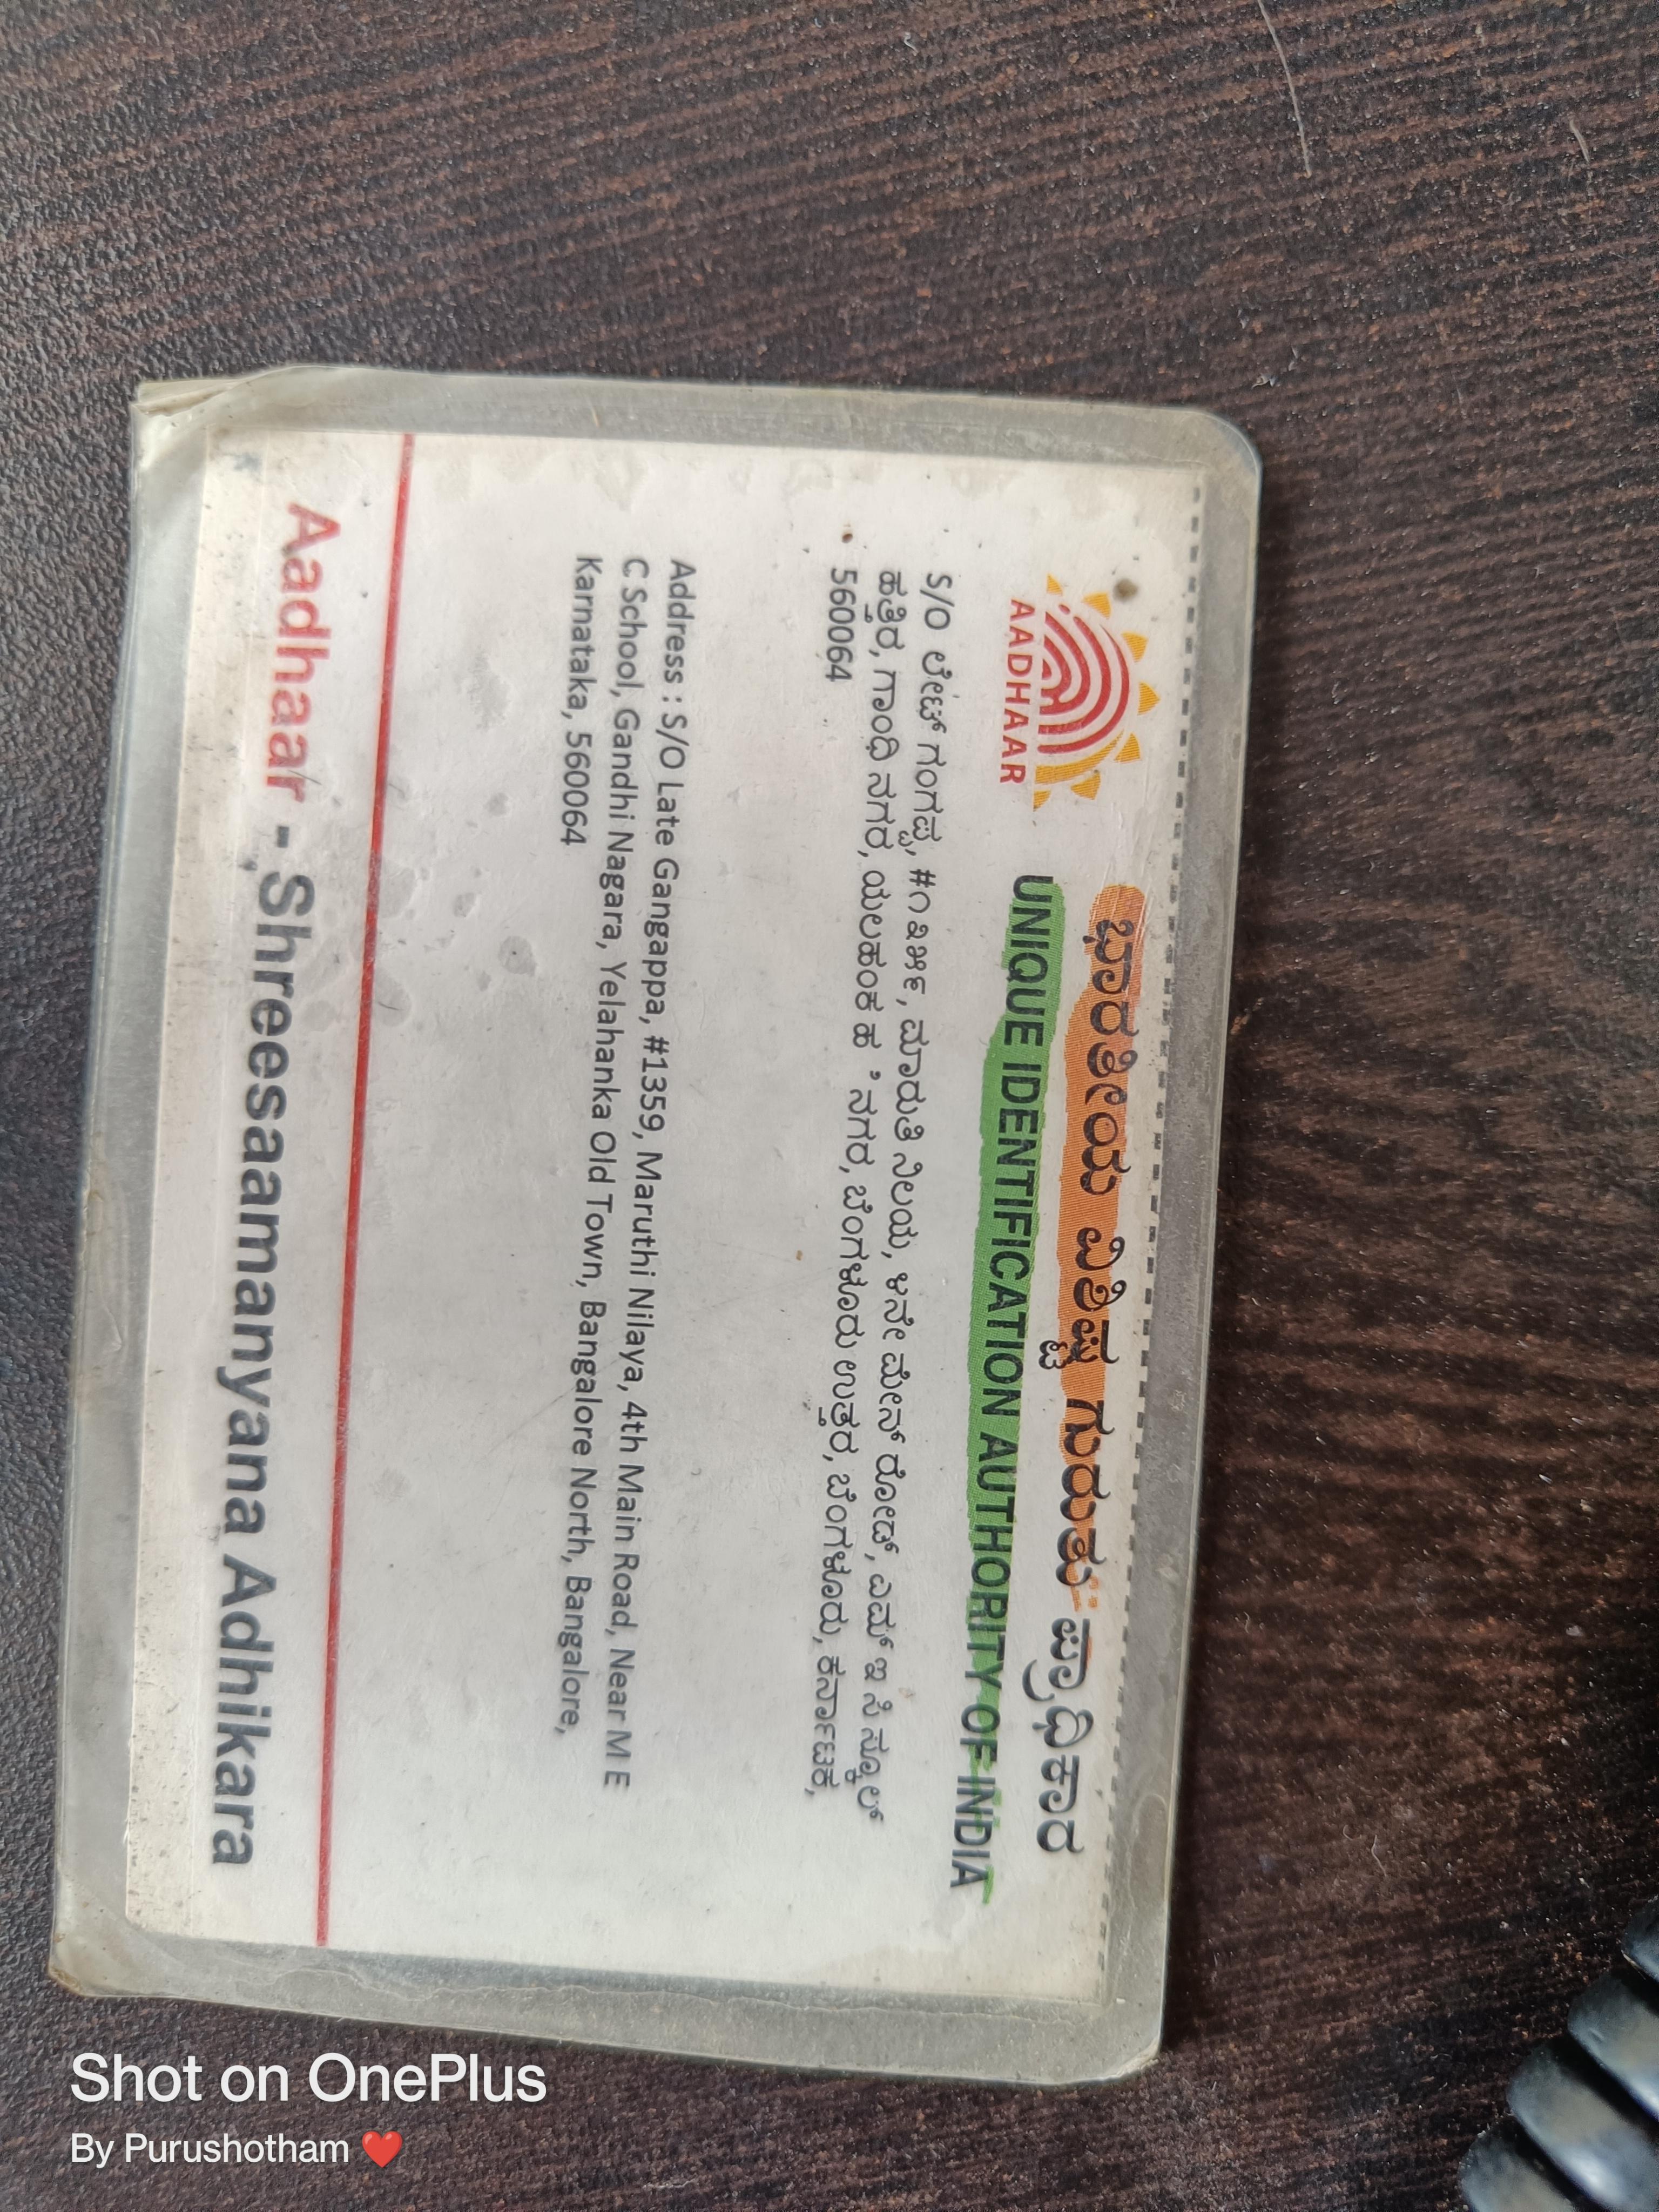 ಭಾರತೀಯ ವಿಶಿಷ್ಟ ಗುರುತು ಪ್ರಾಧಿಕಾರ
UNIQUE IDENTIFICATION AUTHORITY OF INDIA
AADHAAR
S/O ಲೇಟ್ ಗಂಗಪ್ಪ, #೧೩೫೯, ಮಾರುತಿ ನಿಲಯ, ೪ನೇ ಮೇನ್ ರೋಡ್, ಎಮ್ ಇ ಸಿ ಸ್ಕೂಲ್
ಹತ್ತಿರ, ಗಾಂಧಿ ನಗರ, ಯಲಹಂಕ ಹ ಳೆ ನಗರ, ಬೆಂಗಳೂರು ಉತ್ತರ, ಬೆಂಗಳೂರು, ಕರ್ನಾಟಕ,
560064
Address : S/O Late Gangappa, #1359, Maruthi Nilaya, 4th Main Road, Near M E
C School, Gandhi Nagara, Yelahanka Old Town, Bangalore North, Bangalore,
Karnataka, 560064
Aadhaar - Shreesaamanyana Adhikara
Shot on OnePlus
By Purushotham ❤️